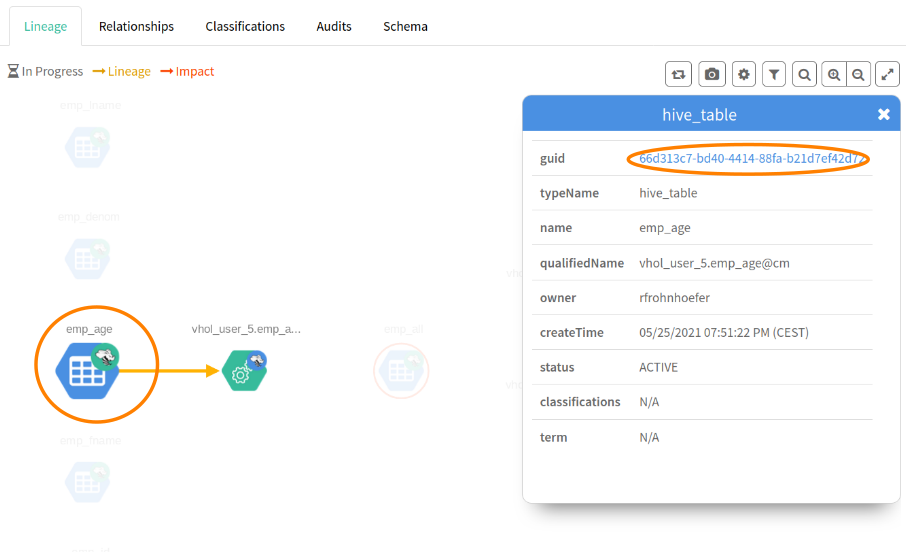 Lineage Relationships Classifications Audits Schema
In Progress Lineage Impact
emp_lname
hive_table
guid 66d313c7-bd40-4414-88fa-b21d7ef42d72
typeName hive_table
name emp_age
emp_denum
qualifiedName vhol_user_5.emp_age@cm
owner rfrohnhoefer
emp_age vhol_user_5.emp_a... emp_all
createTime 05/25/2021 07:51:22 PM (CEST)
status ACTIVE
classifications N/A
term N/A
emp_fname